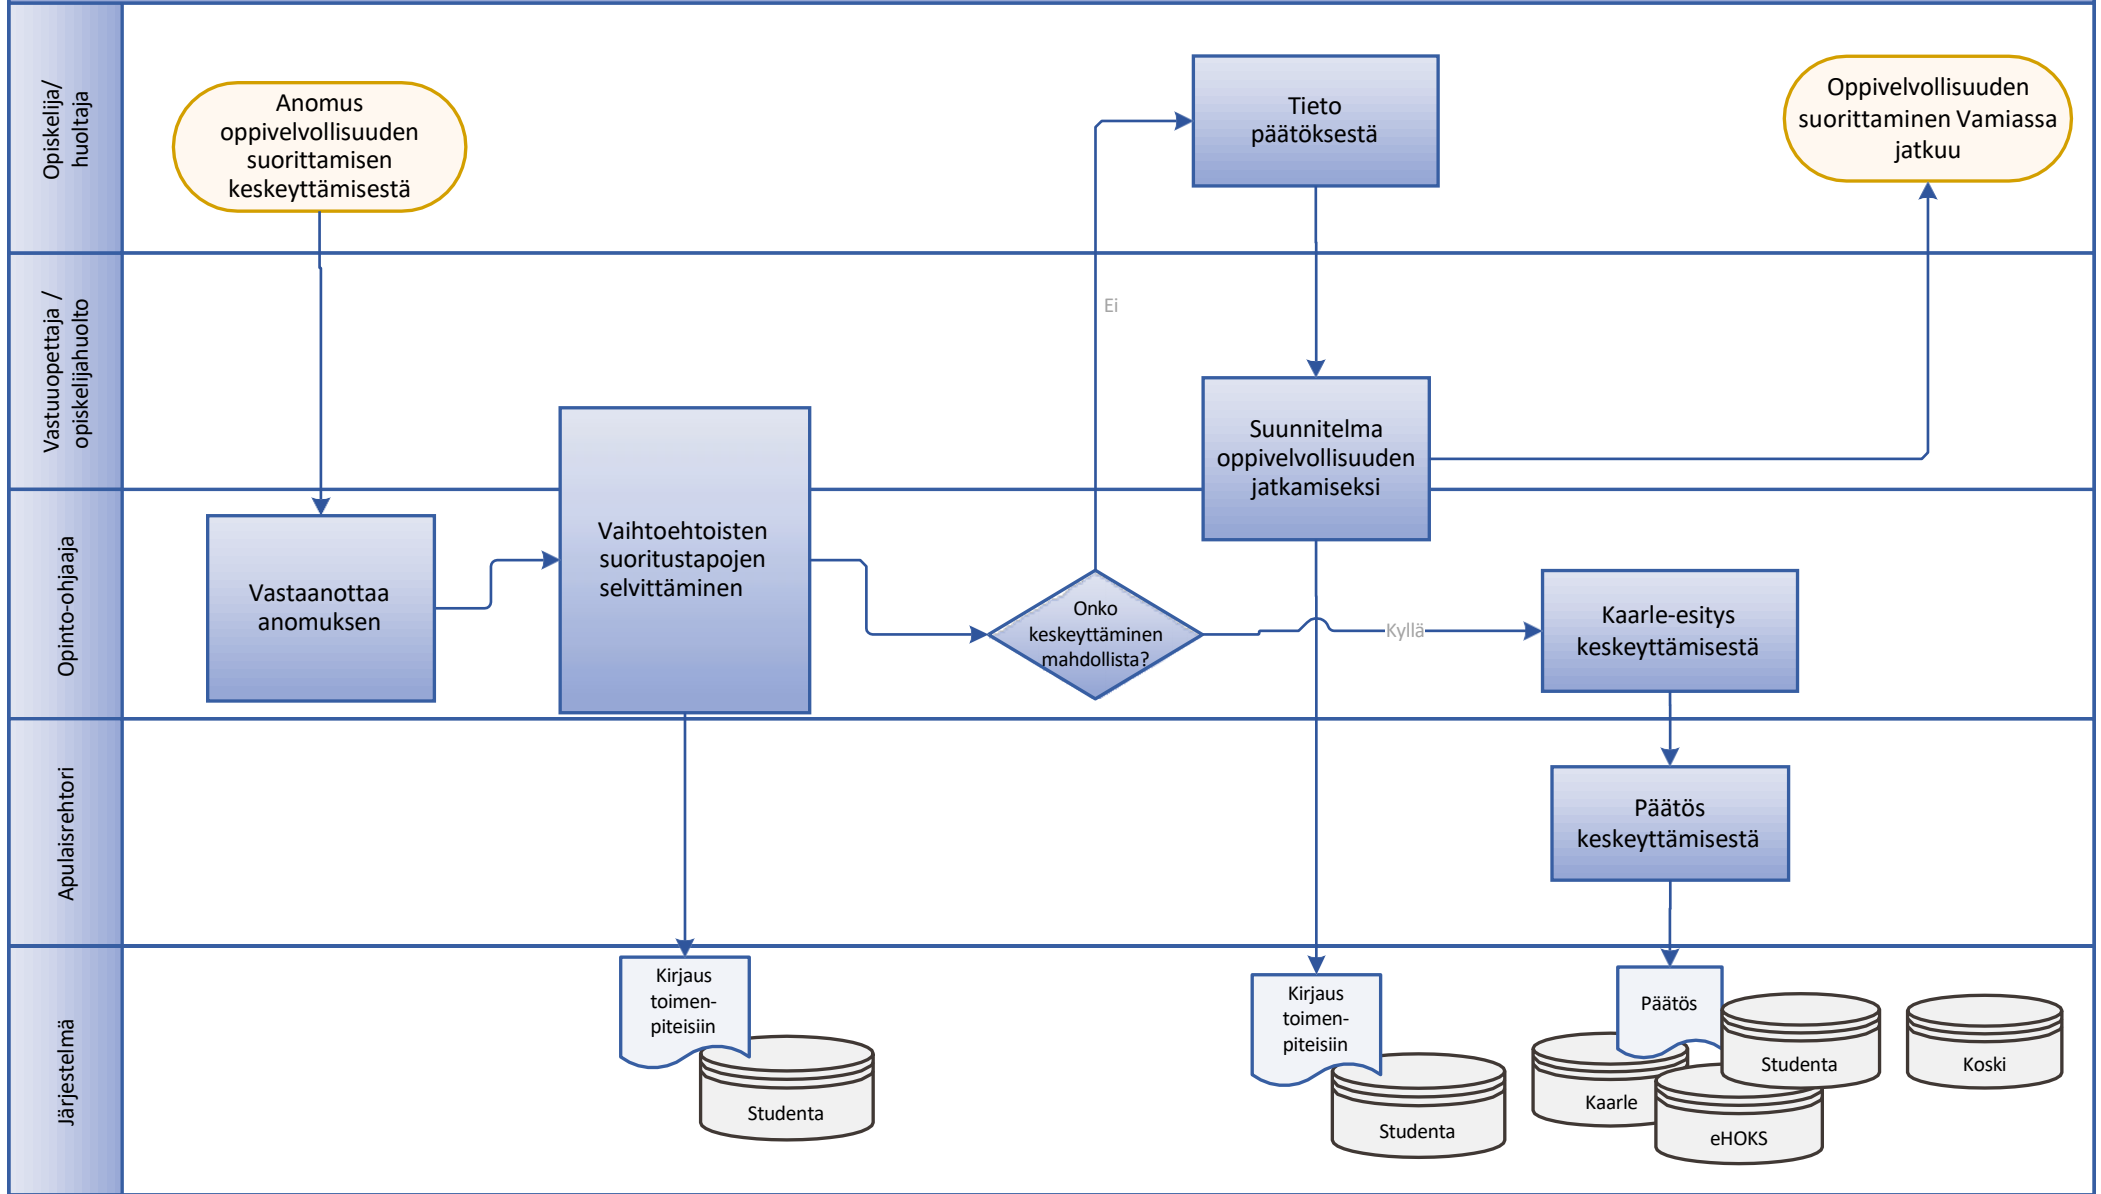 Opiskelija/
huoltaja
Anomus
oppivelvollisuuden
suorittamisen
keskeyttämisestä
Tieto
päätöksestä
Oppivelvollisuuden
suorittaminen Vamiassa
jatkuu
Vastuuopettaja /
opiskelijahuolto
Ei
Suunnitelma
oppivelvollisuuden
jatkamiseksi
Opinto-ohjaaja
Vastaanottaa
anomuksen
Vaihtoehtoisten
suoritustapojen
selvittäminen
Onko
keskeyttäminen
mahdollista?
Kyllä
Kaarle-esitys
keskeyttämisestä
Apulaisrehtori
Päätös
keskeyttämisestä
Järjestelmä
Kirjaus
toimen-
piteisiin
Studenta
Kirjaus
toimen-
piteisiin
Studenta
Päätös
Kaarle
eHOKS
Studenta
Koski